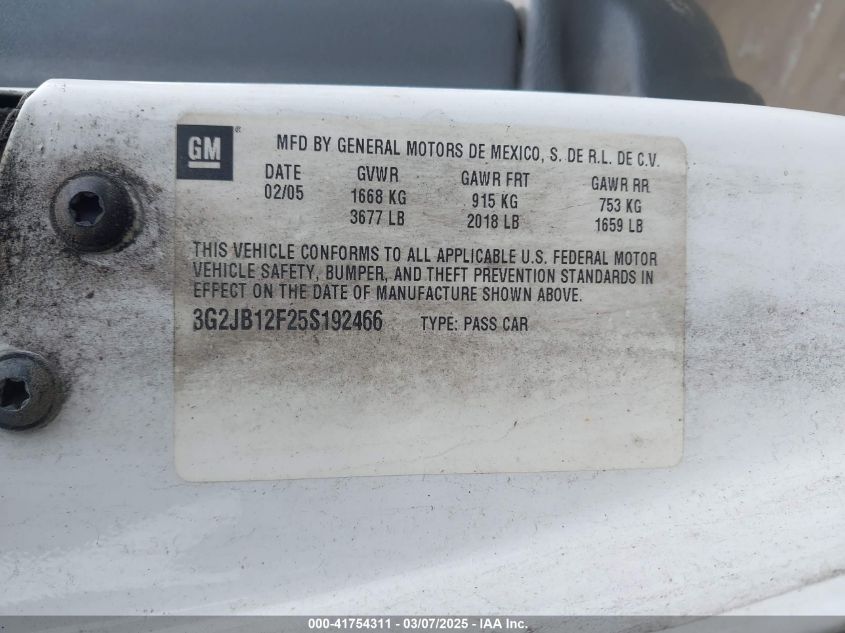 GM
MFD BY GENERAL MOTORS DE MEXICO, S. DE R.L. DE C.V.
DATE GVWR GAWR FRT GAWR RR
02/05 1668 KG 915 KG 753 KG
3677 LB 2018 LB 1659 LB
THIS VEHICLE CONFORMS TO ALL APPLICABLE U.S. FEDERAL MOTOR
VEHICLE SAFETY, BUMPER, AND THEFT PREVENTION STANDARDS IN
EFFECT ON THE DATE OF MANUFACTURE SHOWN ABOVE.
3G2JB12F25S192466 TYPE: PASS CAR
000-41754311 - 03/07/2025 - IAA Inc.